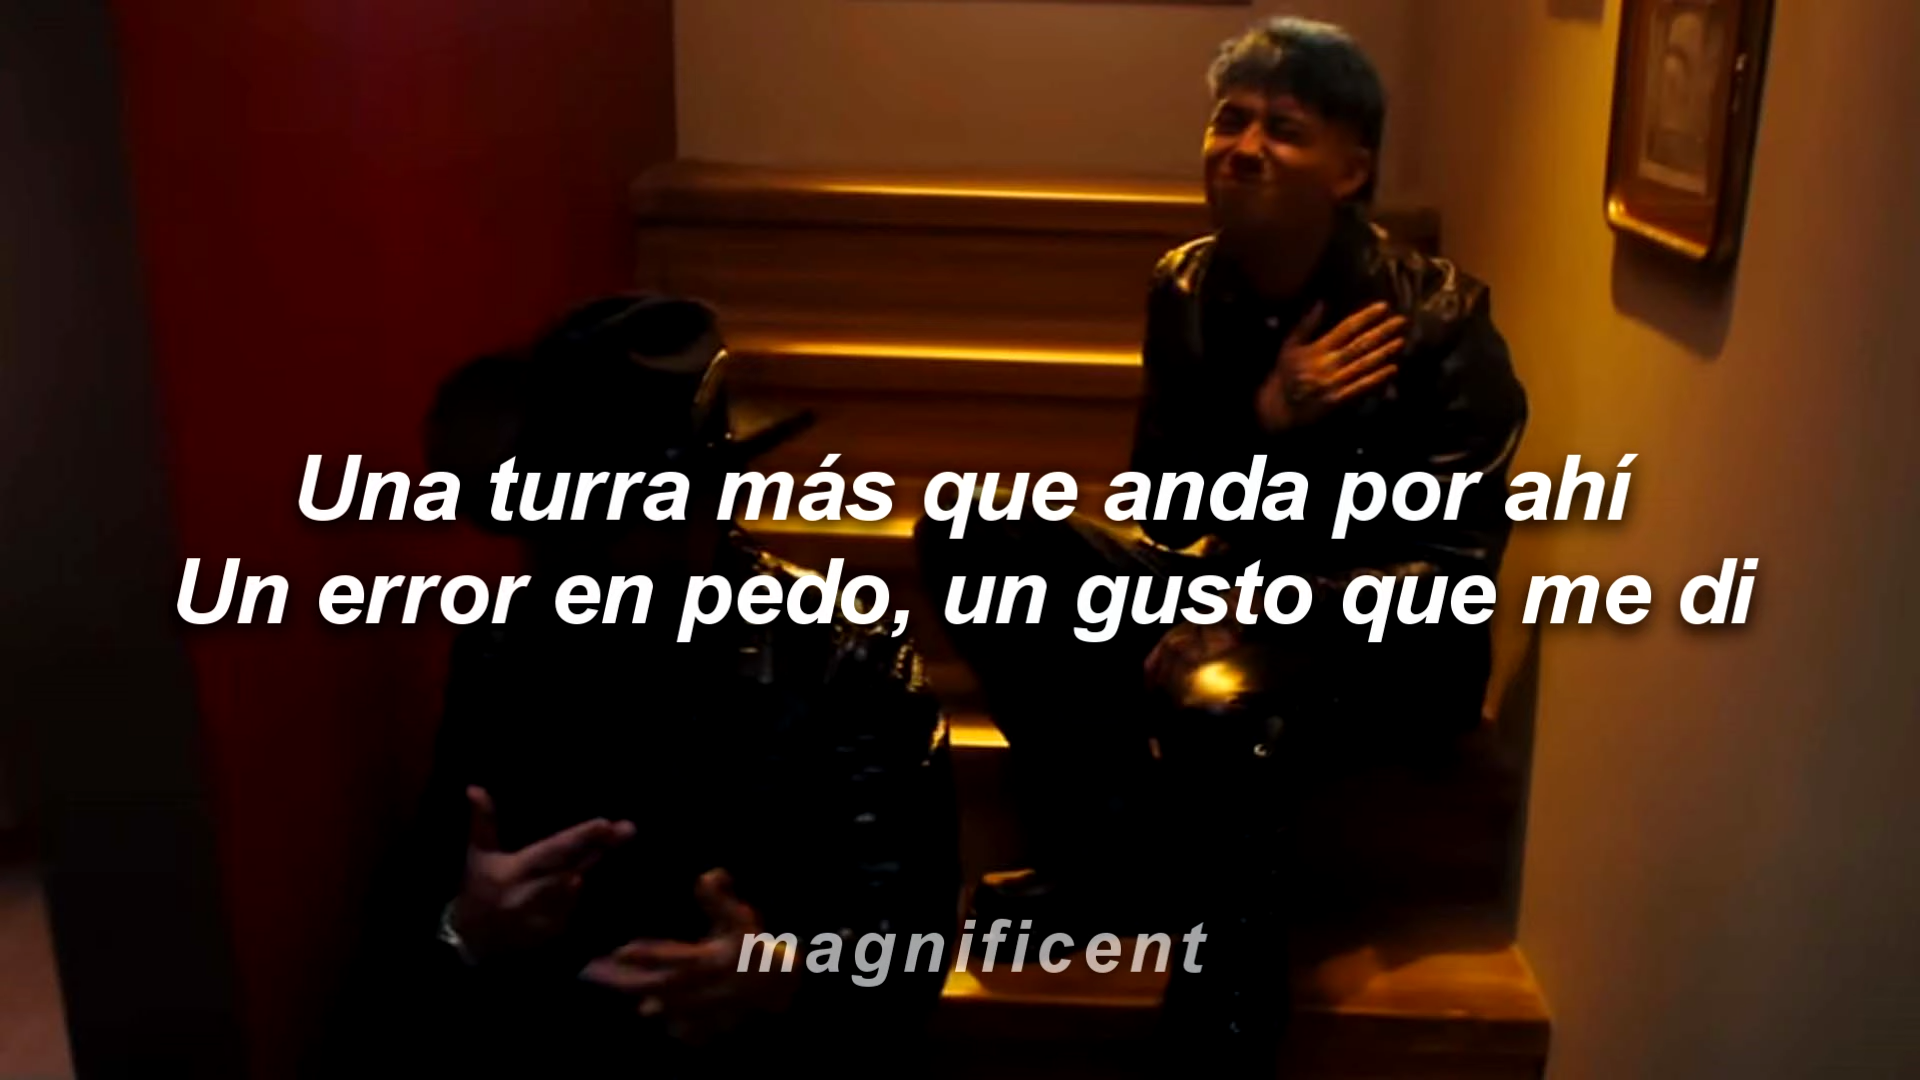 Una turra más que anda por ahí
Un error en pedo, un gusto que me di
magnificent